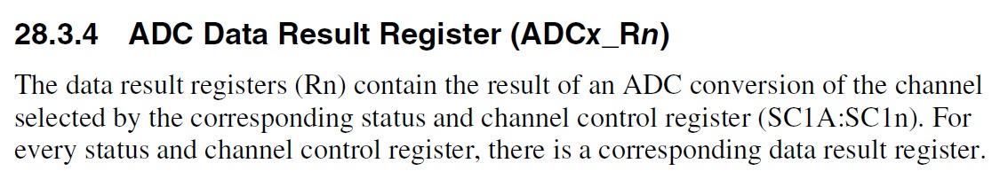 28.3.4 ADC Data Result Register (ADCx_Rn)
The data result registers (Rn) contain the result of an ADC conversion of the channel
selected by the corresponding status and channel control register (SC1A:SC1n). For
every status and channel control register, there is a corresponding data result register.